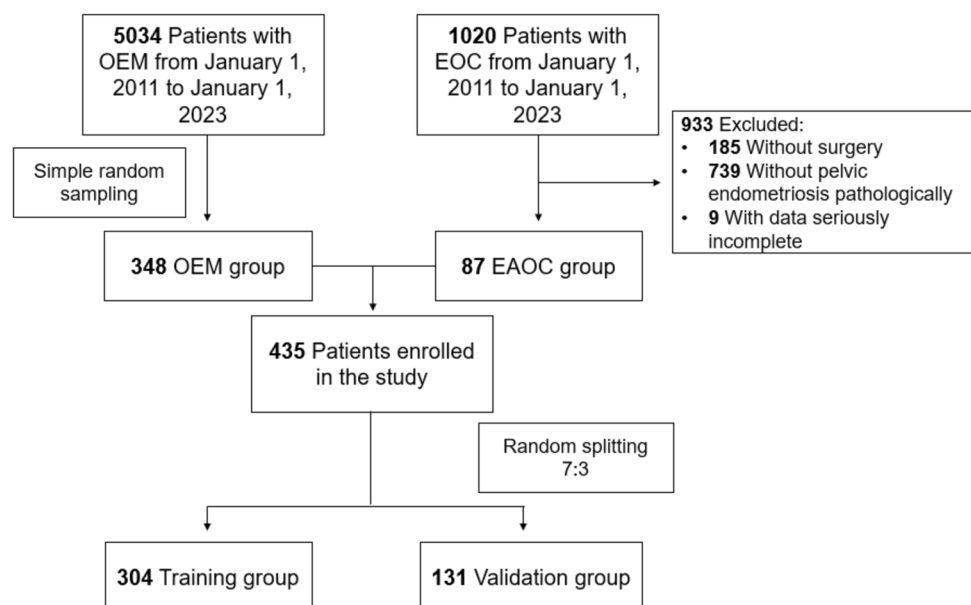 5034 Patients with
OEM from January 1,
2011 to January 1,
2023
1020 Patients with
EOC from January 1,
2011 to January 1,
2023
933 Excluded:
• 185 Without surgery
• 739 Without pelvic
endometriosis pathologically
• 9 With data seriously
incomplete
Simple random
sampling
348 OEM group
87 EAOC group
435 Patients enrolled
in the study
Random splitting
7:3
304 Training group
131 Validation group